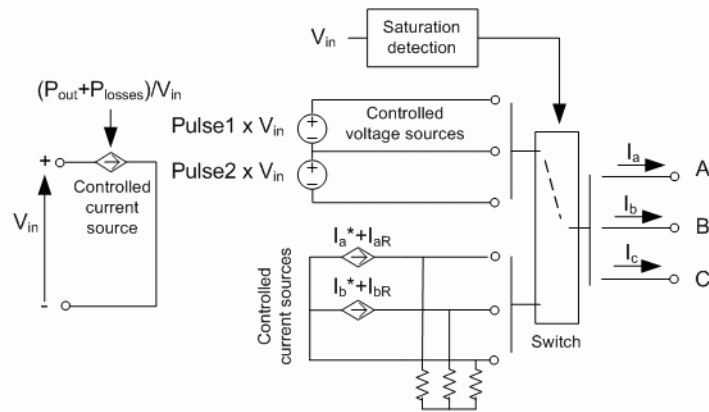 V_in
Saturation
detection
(P_out+P_losses)/V_in
Pulse1 x V_in
Controlled
voltage sources
Pulse2 x V_in
+
Controlled
current
source
V_in
-
I_a
A
I_b
B
I_c
C
I_a*+I_aR
I_b*+I_bR
Controlled
current sources
Switch